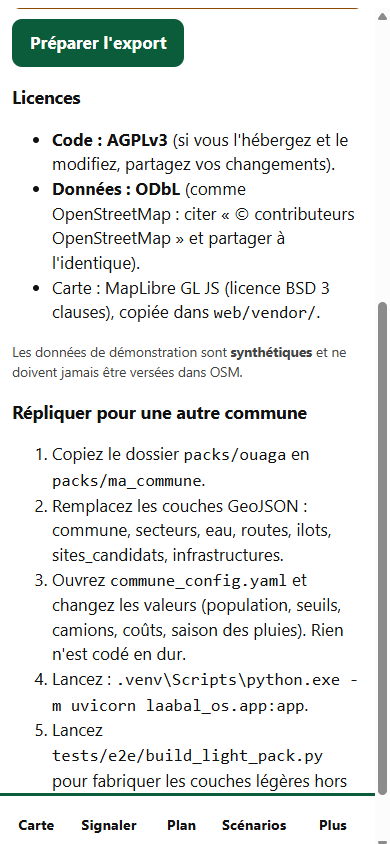 Préparer l'export
Licences
• Code : AGPLv3 (si vous l'hébergez et le
modifiez, partagez vos changements).
• Données : ODbL (comme
OpenStreetMap : citer « © contributeurs
OpenStreetMap » et partager à
l'identique).
• Carte : MapLibre GL JS (licence BSD 3
clauses), copiée dans web/vendor/.
Les données de démonstration sont synthétiques et ne
doivent jamais être versées dans OSM.
Répliquer pour une autre commune
1. Copiez le dossier packs/ouaga en
packs/ma_commune.
2. Remplacez les couches GeoJSON :
commune, secteurs, eau, routes, ilots,
sites_candidats, infrastructures.
3. Ouvrez commune_config.yaml et
changez les valeurs (population, seuils,
camions, coûts, saison des pluies). Rien
n'est codé en dur.
4. Lancez : .venv\Scripts\python.exe -
m uvicorn laabal_os.app:app.
5. Lancez
tests/e2e/build_light_pack.py
pour fabriquer les couches légères hors
Carte Signaler Plan Scénarios Plus